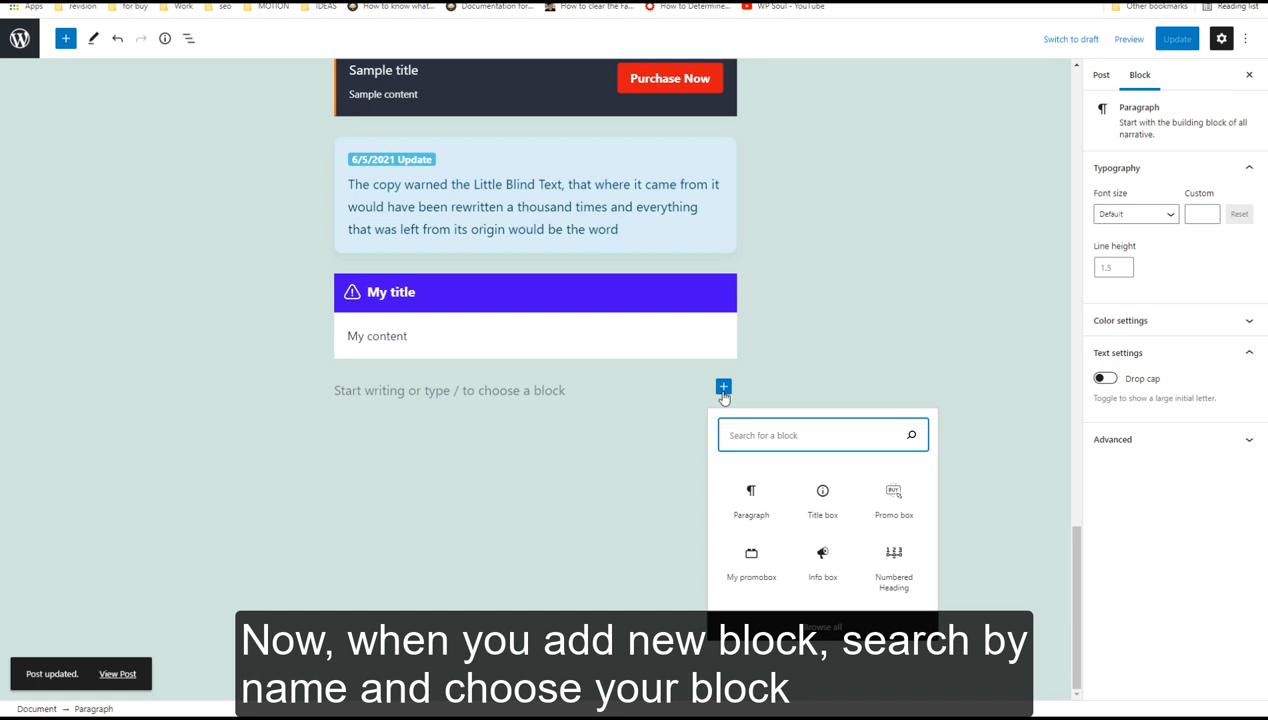 Apps
revision
for buy
Work
seo
MOTION
IDEAS
How to know what...
Documentation for...
How to clear the Fa...
How to Determine...
WP Soul - YouTube
Other bookmarks
Reading list
Switch to draft
Preview
Update
Sample title
Sample content
Purchase Now
6/5/2021 Update
The copy warned the Little Blind Text, that where it came from it
would have been rewritten a thousand times and everything
that was left from its origin would be the word
My title
My content
Start writing or type / to choose a block
Search for a block
Paragraph
Title box
Promo box
My promobox
Info box
Numbered
Heading
Browse all
Post
Block
Paragraph
Start with the building block of all
narrative.
Typography
Font size
Custom
Default
Reset
Line height
1.5
Color settings
Text settings
Drop cap
Toggle to show a large initial letter.
Advanced
Now, when you add new block, search by
name and choose your block
Post updated.
View Post
Document → Paragraph